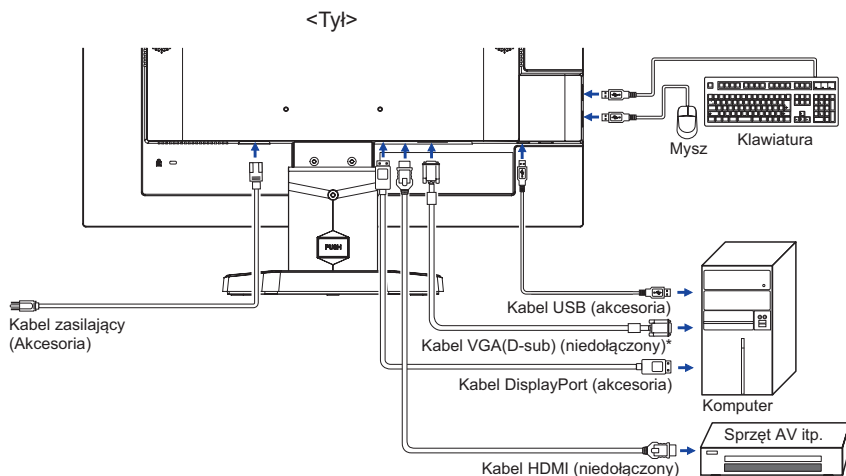 <Tył>
Mysz
Klawiatura
PUSH
Kabel zasilający
(Akcesoria)
Kabel USB (akcesoria)
Kabel VGA(D-sub) (niedołączony)*
Kabel DisplayPort (akcesoria)
Komputer
Sprzęt AV itp.
Kabel HDMI (niedołączony)